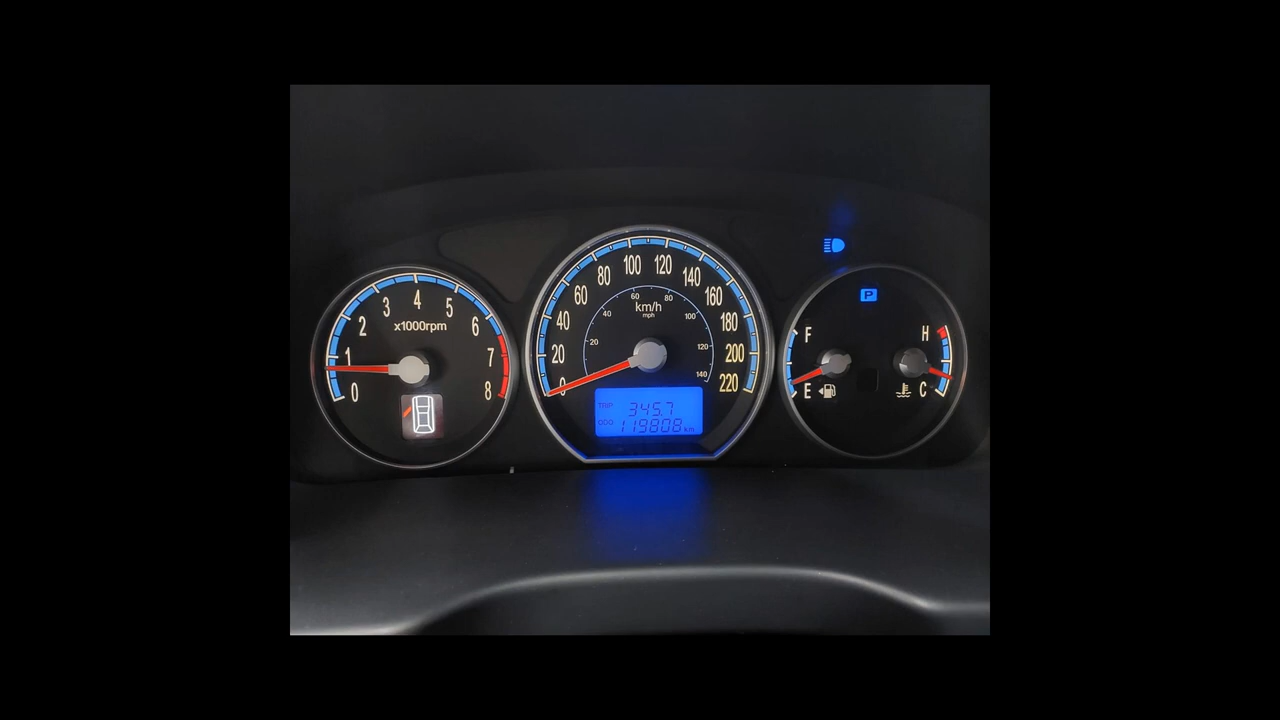 0 1 2 3 4 5 6 7 8
x1000rpm
0 20 40 60 80 100 120 140 160 180 200 220
km/h
mph
20 40 60 80 100 120 140
TRIP 345.7
ODO 119808 km
P
F
E
H
C